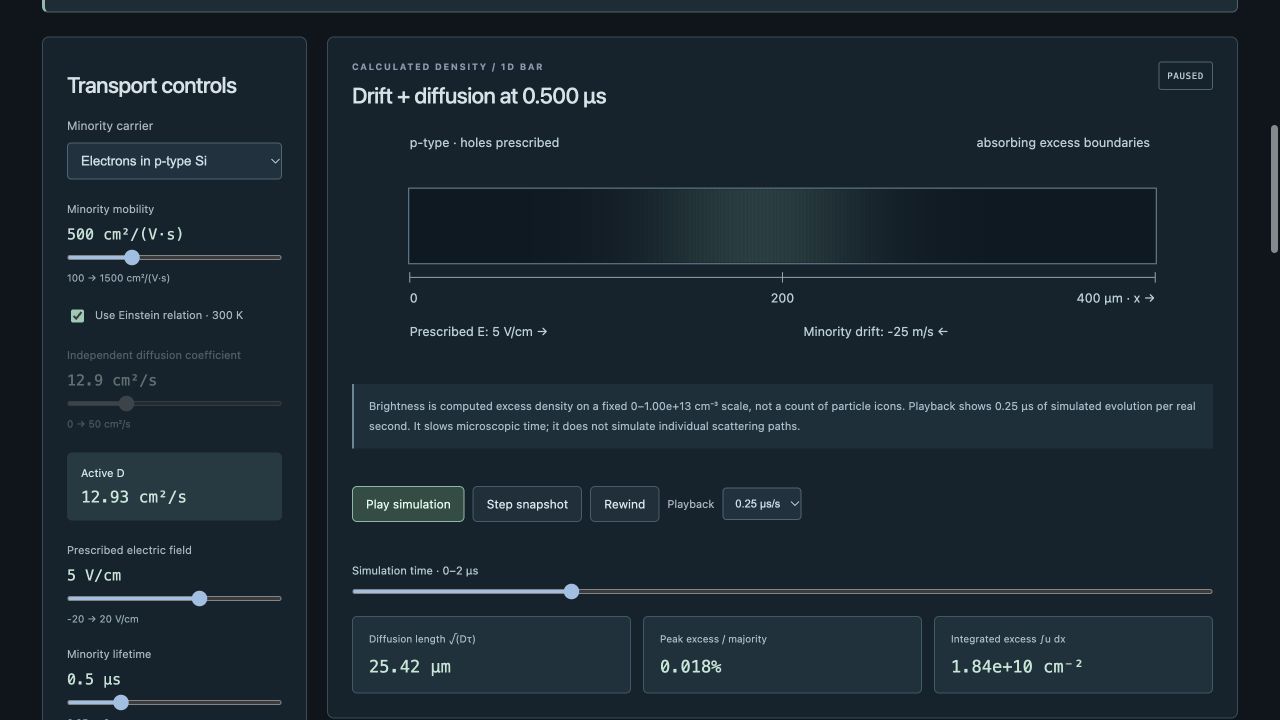 Transport controls
Minority carrier
Electrons in p-type Si
Minority mobility
500 cm²/(V·s)
100 → 1500 cm²/(V·s)
Use Einstein relation · 300 K
Independent diffusion coefficient
12.9 cm²/s
0 → 50 cm²/s
Active D
12.93 cm²/s
Prescribed electric field
5 V/cm
-20 → 20 V/cm
Minority lifetime
0.5 μs
CALCULATED DENSITY / 1D BAR
Drift + diffusion at 0.500 μs
PAUSED
p-type · holes prescribed
absorbing excess boundaries
0
200
400 μm · x →
Prescribed E: 5 V/cm →
Minority drift: -25 m/s ←
Brightness is computed excess density on a fixed 0–1.00e+13 cm⁻³ scale, not a count of particle icons. Playback shows 0.25 μs of simulated evolution per real
second. It slows microscopic time; it does not simulate individual scattering paths.
Play simulation
Step snapshot
Rewind
Playback
0.25 μs/s
Simulation time · 0–2 μs
Diffusion length √(Dτ)
25.42 μm
Peak excess / majority
0.018%
Integrated excess ∫u dx
1.84e+10 cm⁻²